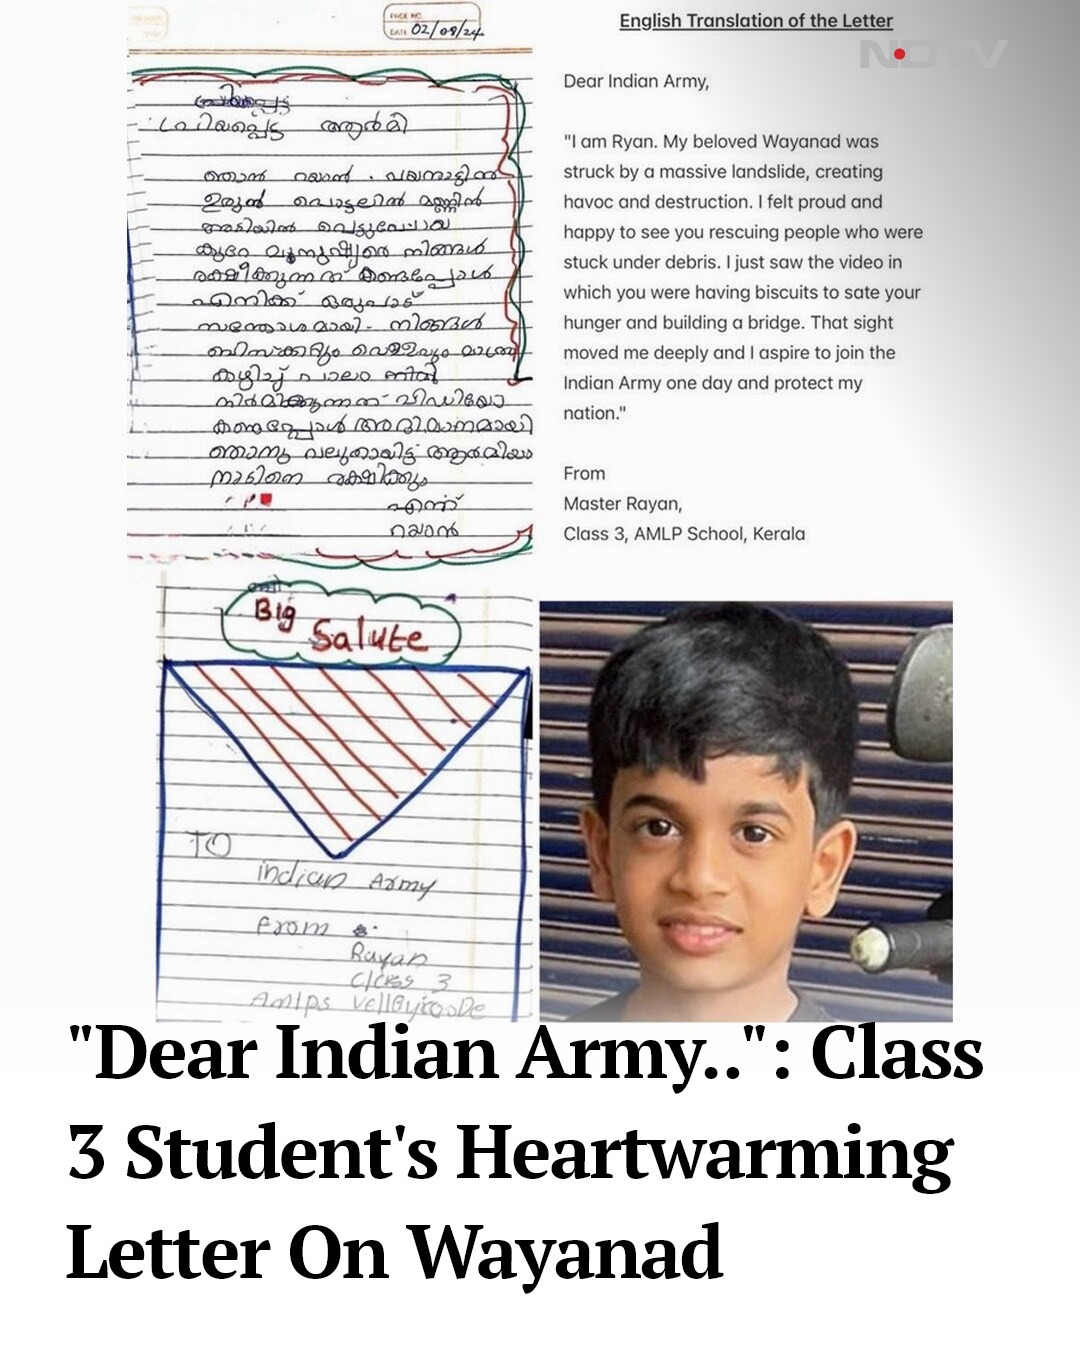 PAGE NO.
DATE 02/08/24
പ്രിയപ്പെട്ട ആർമി
ഞാൻ റയാൻ . വയനാട്ടിൽ
ഉരുൾ പൊട്ടലിൽ മണ്ണിൻ
അടിയിൽ പെട്ടുപോയ
കുറേ മനുഷ്യരെ നിങ്ങൾ
രക്ഷിക്കുന്നത് കണ്ടപ്പോൾ
എനിക്ക് ഒരുപാട്
സന്തോഷമായി - നിങ്ങൾ
ബിസ്ക്കറ്റും വെള്ളവും മാത്രം
കഴിച്ച് പാലം
നിർമിക്കുന്നത് വീഡിയോ
കണ്ടപ്പോൾ അഭിമാനമായി
ഞാനും വലുതായിട്ട് ആർമിയാ
നാടിനെ രക്ഷിക്കും
എന്ന്
റയാൻ
English Translation of the Letter
NDTV
Dear Indian Army,
"I am Ryan. My beloved Wayanad was
struck by a massive landslide, creating
havoc and destruction. I felt proud and
happy to see you rescuing people who were
stuck under debris. I just saw the video in
which you were having biscuits to sate your
hunger and building a bridge. That sight
moved me deeply and I aspire to join the
Indian Army one day and protect my
nation."
From
Master Rayan,
Class 3, AMLP School, Kerala
Big
Salute
TO
indian Army
From
Rayan
Class 3
Amlps
"Dear Indian Army..": Class
3 Student's Heartwarming
Letter On Wayanad